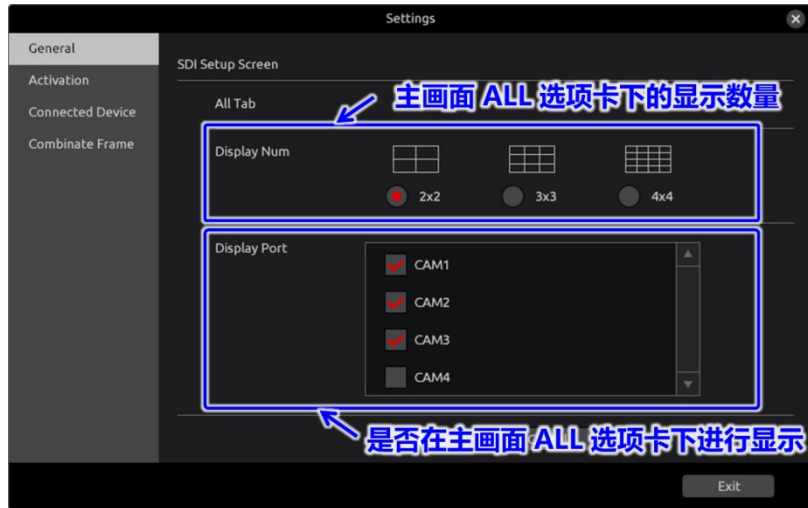 Settings
General
Activation
Connected Device
Combinate Frame
SDI Setup Screen
All Tab
主画面 ALL 选项卡下的显示数量
Display Num
2x2
3x3
4x4
Display Port
CAM1
CAM2
CAM3
CAM4
是否在主画面 ALL 选项卡下进行显示
Exit